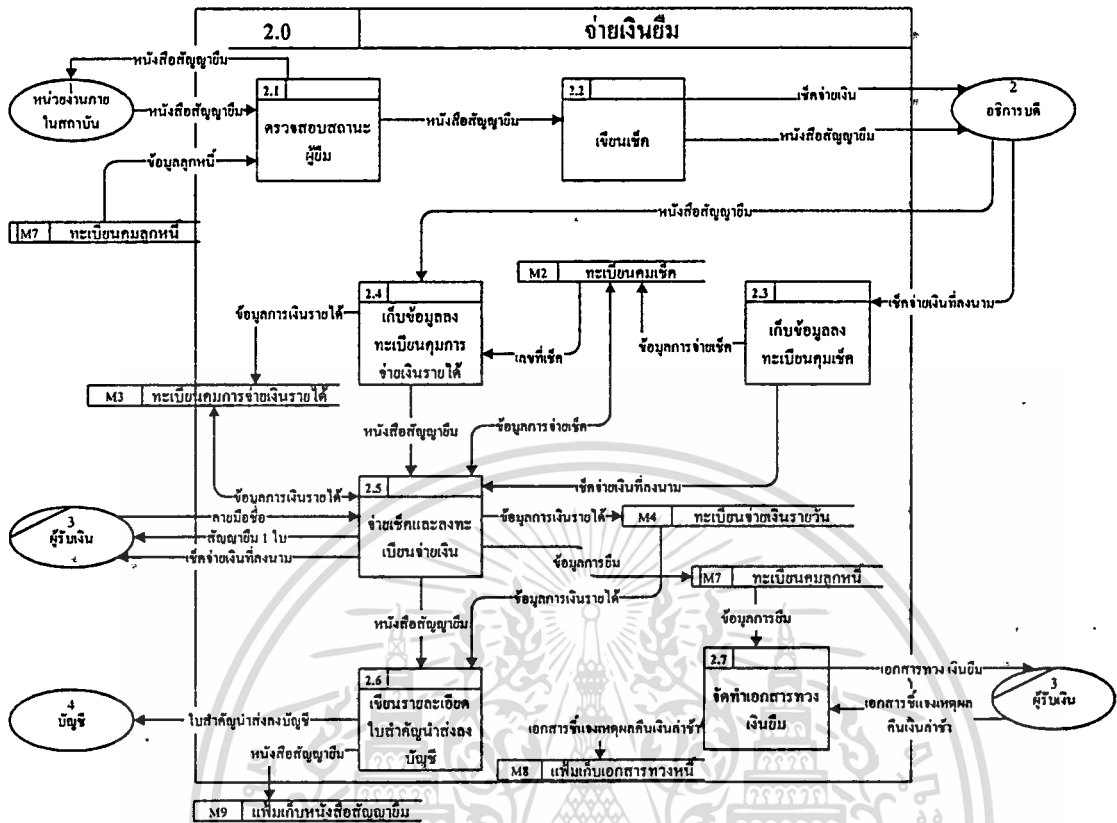 2.0 จ่ายเงินยืม
หนังสือสัญญายืม
หน่วยงานภาย
ในสถาบัน
หนังสือสัญญายืม
2.1
ตรวจสอบสถานะ
ผู้ยืม
หนังสือสัญญายืม
2.2
เขียนเช็ค
เช็คจ่ายเงิน
หนังสือสัญญายืม
2
อธิการบดี
ข้อมูลลูกหนี้
M7 ทะเบียนคุมลูกหนี้
หนังสือสัญญายืม
M2 ทะเบียนคุมเช็ค
2.4
เก็บข้อมูลลง
ทะเบียนคุมการ
จ่ายเงินรายได้
ข้อมูลการเงินรายได้
เลขที่เช็ค
ข้อมูลการจ่ายเช็ค
2.3
เก็บข้อมูลลง
ทะเบียนคุมเช็ค
เช็คจ่ายเงินที่ลงนาม
M3 ทะเบียนคุมการจ่ายเงินรายได้
หนังสือสัญญายืม
ข้อมูลการจ่ายเช็ค
2.5
จ่ายเช็คและลงทะ
เบียนจ่ายเงิน
เช็คจ่ายเงินที่ลงนาม
ข้อมูลการเงินรายได้
3
ผู้รับเงิน
ลายมือชื่อ
สัญญายืม 1 ใบ
เช็คจ่ายเงินที่ลงนาม
ข้อมูลการเงินรายได้
M4 ทะเบียนจ่ายเงินรายวัน
ข้อมูลการยืม
M7 ทะเบียนคุมลูกหนี้
ข้อมูลการเงินรายได้
หนังสือสัญญายืม
ข้อมูลการยืม
2.6
เขียนรายละเอียด
ใบสำคัญนำส่งลง
บัญชี
2.7
จัดทำเอกสารทวง
เงินยืม
เอกสารทวงเงินยืม
3
ผู้รับเงิน
เอกสารชี้แจงเหตุผล
คืนเงินล่าช้า
4
บัญชี
ใบสำคัญนำส่งลงบัญชี
หนังสือสัญญายืม
เอกสารชี้แจงเหตุผลคืนเงินล่าช้า
M8 แฟ้มเก็บเอกสารทวงหนี้
M9 แฟ้มเก็บหนังสือสัญญายืม